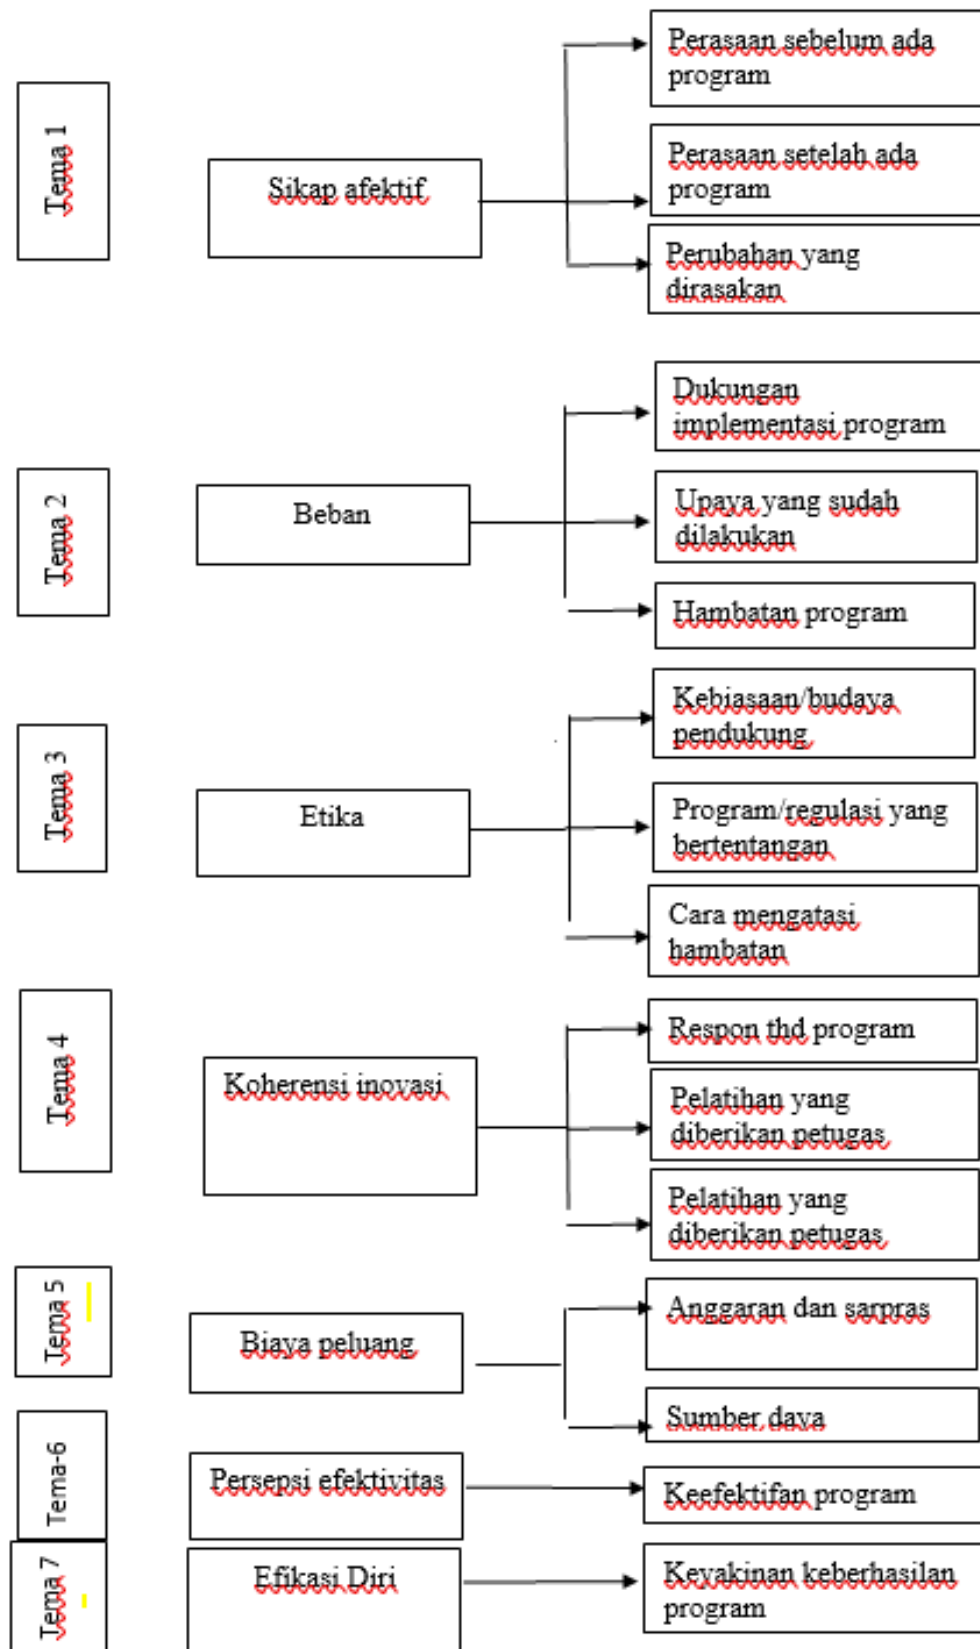 Tema 1
Sikap afektif
Perasaan sebelum ada
program
Perasaan setelah ada
program
Perubahan yang
dirasakan
Tema 2
Beban
Dukungan
implementasi program
Upaya yang sudah
dilakukan
Hambatan program
Tema 3
Etika
Kebiasaan/budaya
pendukung
Program/regulasi yang
bertentangan
Cara mengatasi
hambatan
Tema 4
Koherensi inovasi
Respon thd program
Pelatihan yang
diberikan petugas
Pelatihan yang
diberikan petugas
Tema 5
Biaya peluang
Anggaran dan sarpras
Sumber daya
Tema-6
Persepsi efektivitas
Keefektifan program
Tema 7
Efikasi Diri
Keyakinan keberhasilan
program